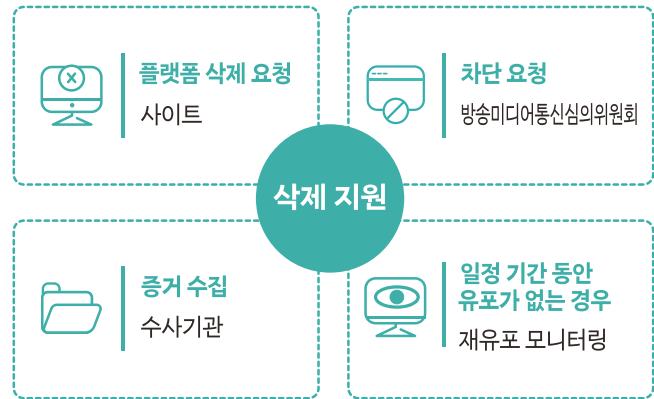 플랫폼 삭제 요청
사이트
차단 요청
방송미디어통신심의위원회
삭제 지원
증거 수집
수사기관
일정 기간 동안
유포가 없는 경우
재유포 모니터링